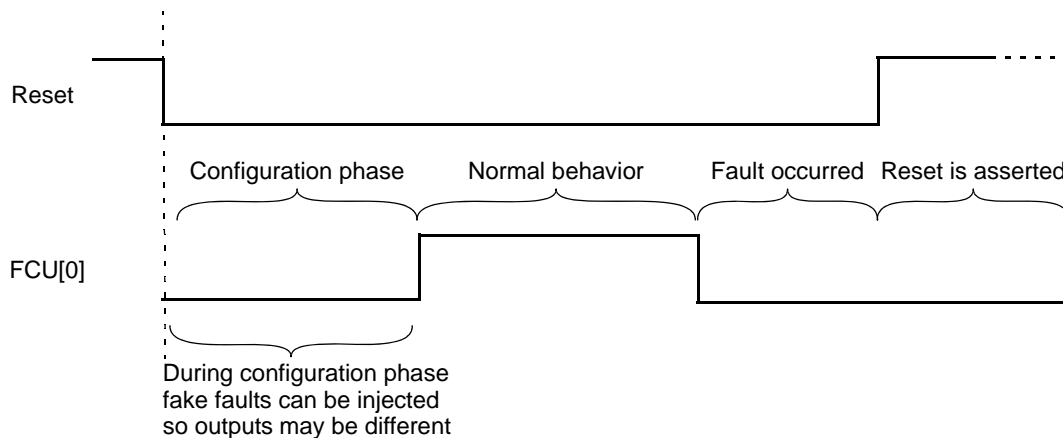 Reset
Configuration phase
Normal behavior
Fault occurred
Reset is asserted
FCU[0]
During configuration phase
fake faults can be injected
so outputs may be different